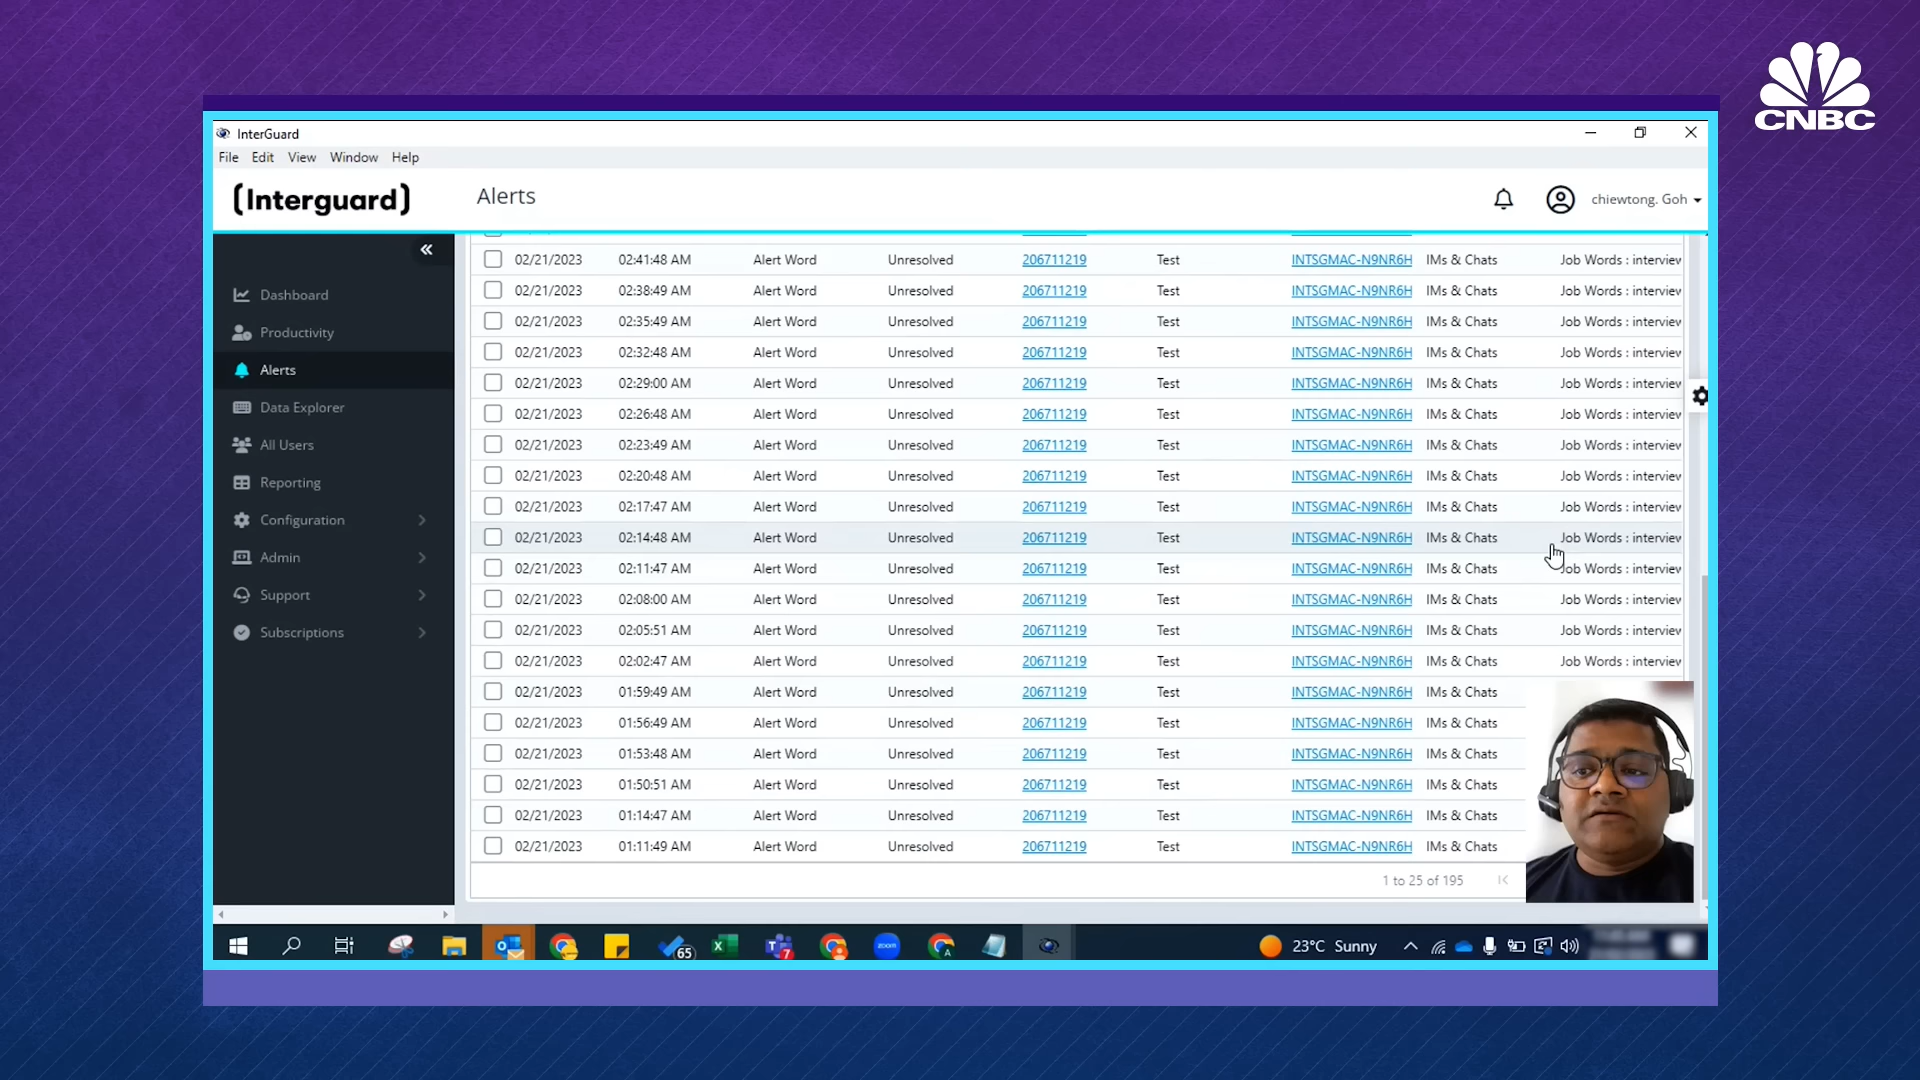 CNBC
InterGuard
File Edit View Window Help
(Interguard) Alerts chiewtong. Goh
Dashboard
Productivity
Alerts
Data Explorer
All Users
Reporting
Configuration
Admin
Support
Subscriptions
02/21/2023 02:41:48 AM Alert Word Unresolved 206711219 Test INTSGMAC-N9NR6H IMs & Chats Job Words : interview
02/21/2023 02:38:49 AM Alert Word Unresolved 206711219 Test INTSGMAC-N9NR6H IMs & Chats Job Words : interview
02/21/2023 02:35:49 AM Alert Word Unresolved 206711219 Test INTSGMAC-N9NR6H IMs & Chats Job Words : interview
02/21/2023 02:32:48 AM Alert Word Unresolved 206711219 Test INTSGMAC-N9NR6H IMs & Chats Job Words : interview
02/21/2023 02:29:00 AM Alert Word Unresolved 206711219 Test INTSGMAC-N9NR6H IMs & Chats Job Words : interview
02/21/2023 02:26:48 AM Alert Word Unresolved 206711219 Test INTSGMAC-N9NR6H IMs & Chats Job Words : interview
02/21/2023 02:23:49 AM Alert Word Unresolved 206711219 Test INTSGMAC-N9NR6H IMs & Chats Job Words : interview
02/21/2023 02:20:48 AM Alert Word Unresolved 206711219 Test INTSGMAC-N9NR6H IMs & Chats Job Words : interview
02/21/2023 02:17:47 AM Alert Word Unresolved 206711219 Test INTSGMAC-N9NR6H IMs & Chats Job Words : interview
02/21/2023 02:14:48 AM Alert Word Unresolved 206711219 Test INTSGMAC-N9NR6H IMs & Chats Job Words : interview
02/21/2023 02:11:47 AM Alert Word Unresolved 206711219 Test INTSGMAC-N9NR6H IMs & Chats Job Words : interview
02/21/2023 02:08:00 AM Alert Word Unresolved 206711219 Test INTSGMAC-N9NR6H IMs & Chats Job Words : interview
02/21/2023 02:05:51 AM Alert Word Unresolved 206711219 Test INTSGMAC-N9NR6H IMs & Chats Job Words : interview
02/21/2023 02:02:47 AM Alert Word Unresolved 206711219 Test INTSGMAC-N9NR6H IMs & Chats Job Words : interview
02/21/2023 01:59:49 AM Alert Word Unresolved 206711219 Test INTSGMAC-N9NR6H IMs & Chats
02/21/2023 01:56:49 AM Alert Word Unresolved 206711219 Test INTSGMAC-N9NR6H IMs & Chats
02/21/2023 01:53:48 AM Alert Word Unresolved 206711219 Test INTSGMAC-N9NR6H IMs & Chats
02/21/2023 01:50:51 AM Alert Word Unresolved 206711219 Test INTSGMAC-N9NR6H IMs & Chats
02/21/2023 01:14:47 AM Alert Word Unresolved 206711219 Test INTSGMAC-N9NR6H IMs & Chats
02/21/2023 01:11:49 AM Alert Word Unresolved 206711219 Test INTSGMAC-N9NR6H IMs & Chats
1 to 25 of 195
65 7 zoom A 23°C Sunny